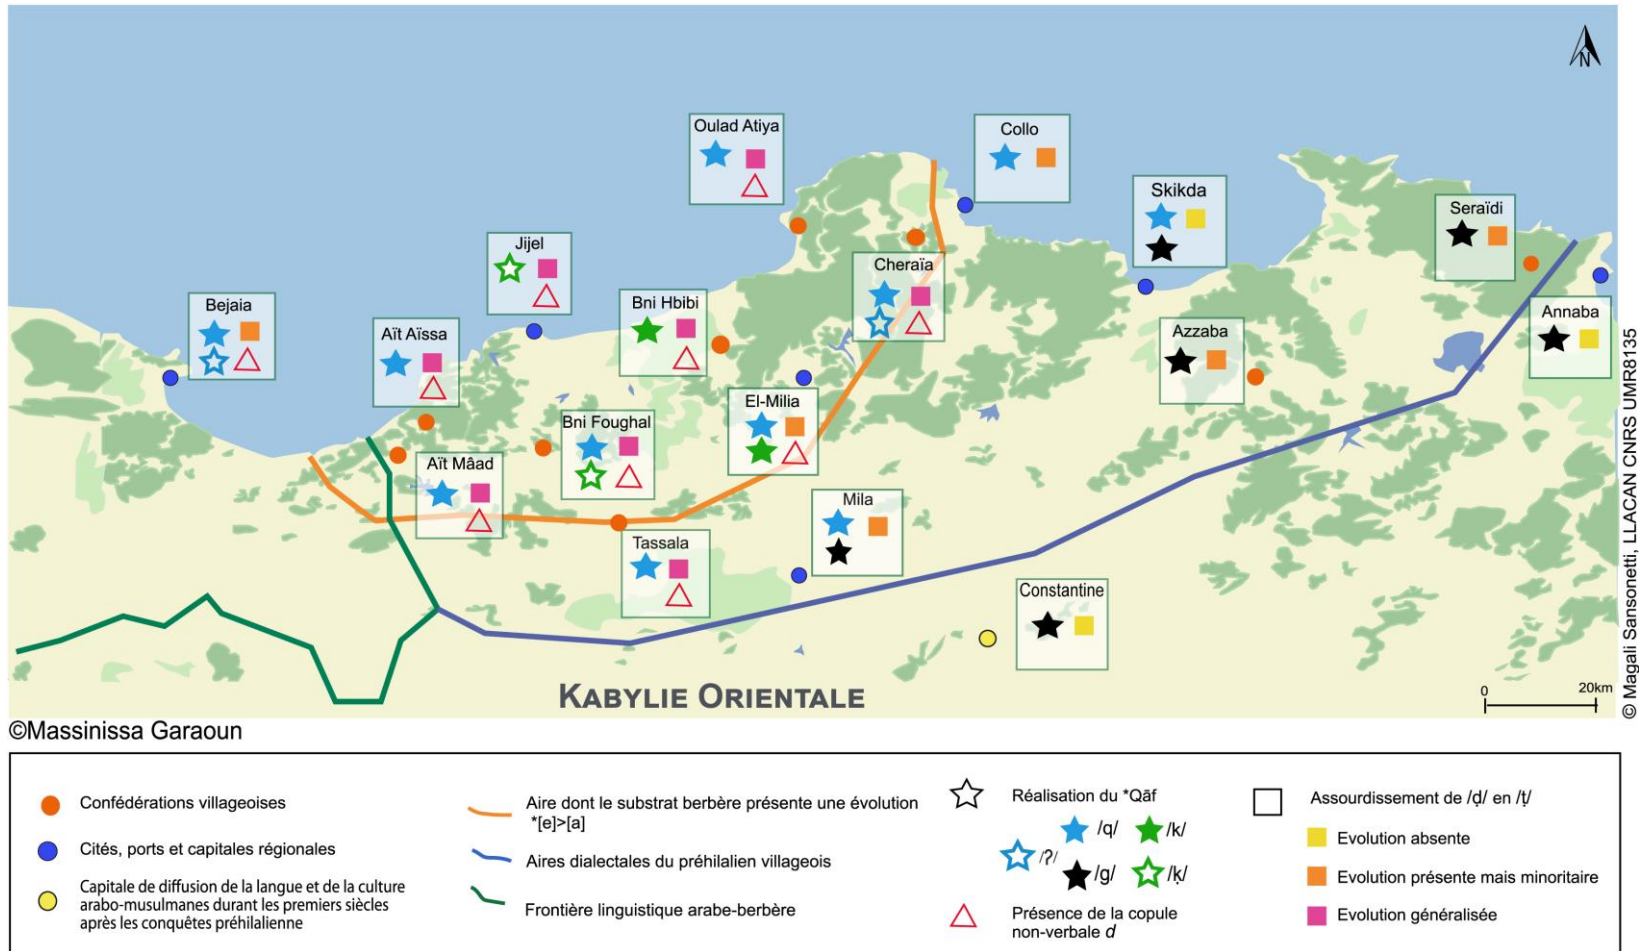 N
Oulad Atiya
Collo
Skikda
Seraïdi
Jijel
Cheraïa
Bejaia
Bni Hbibi
Annaba
Aït Aïssa
Azzaba
El-Milia
Bni Foughal
Aït Mâad
Mila
Tassala
Constantine
KABYLIE ORIENTALE
0 20km
© Magali Sansonetti, LLACAN CNRS UMR8135
©Massinissa Garaoun
Confédérations villageoises
Cités, ports et capitales régionales
Capitale de diffusion de la langue et de la culture
arabo-musulmanes durant les premiers siècles
après les conquêtes préhilalienne
Aire dont le substrat berbère présente une évolution
*[e]>[a]
Aires dialectales du préhilalien villageois
Frontière linguistique arabe-berbère
Réalisation du *Qāf
/q/ /k/
/ʔ/ /g/ /ḳ/
Présence de la copule
non-verbale d
Assourdissement de /ḍ/ en /ṭ/
Evolution absente
Evolution présente mais minoritaire
Evolution généralisée